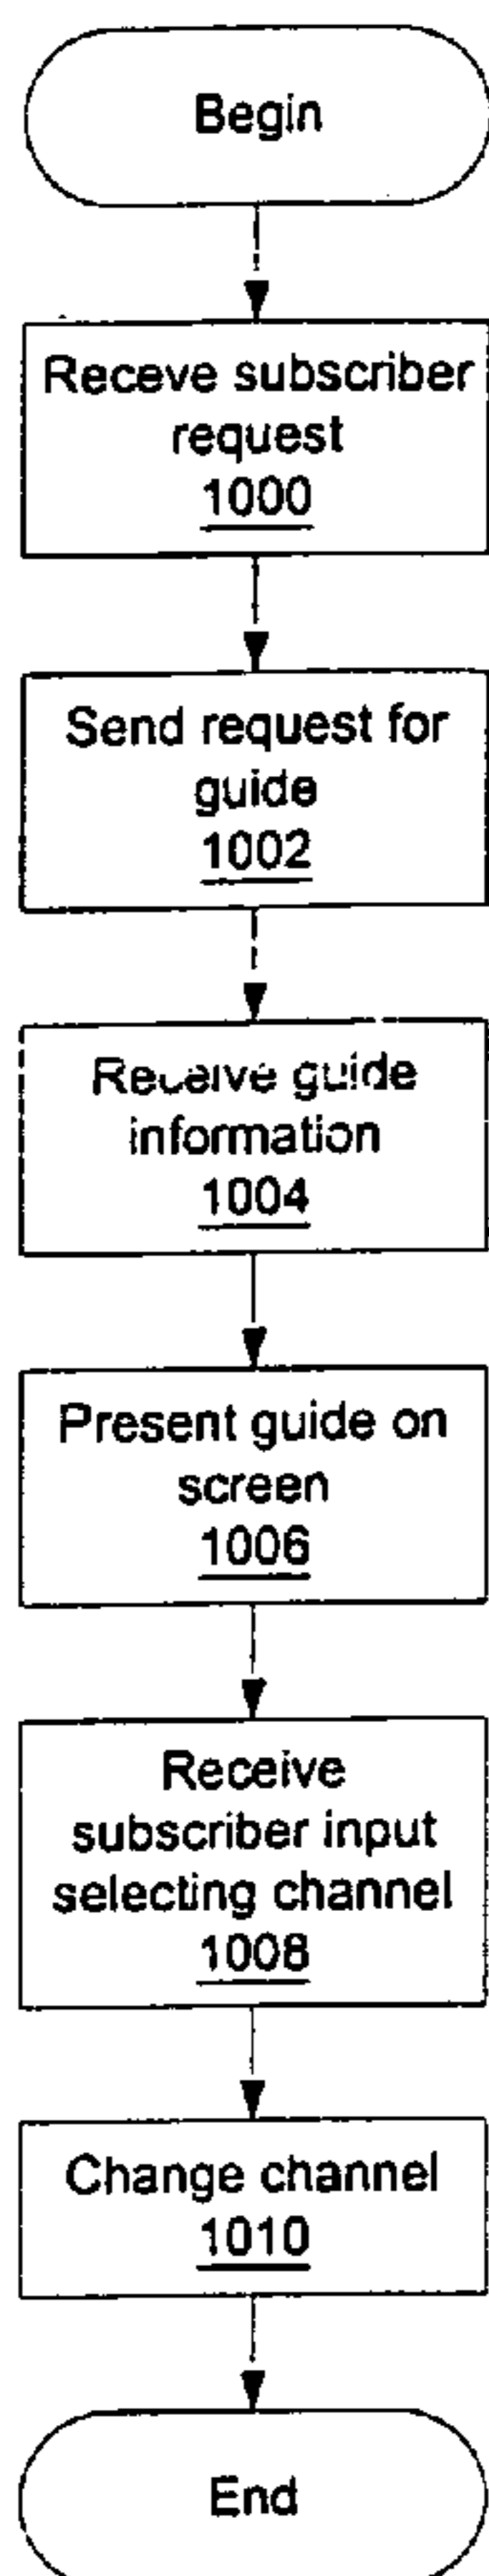 Begin
Receve subscriber
request
1000
Send request for
guide
1002
Receive guide
information
1004
Present guide on
screen
1006
Receive
subscriber input
selecting channel
1008
Change channel
1010
End